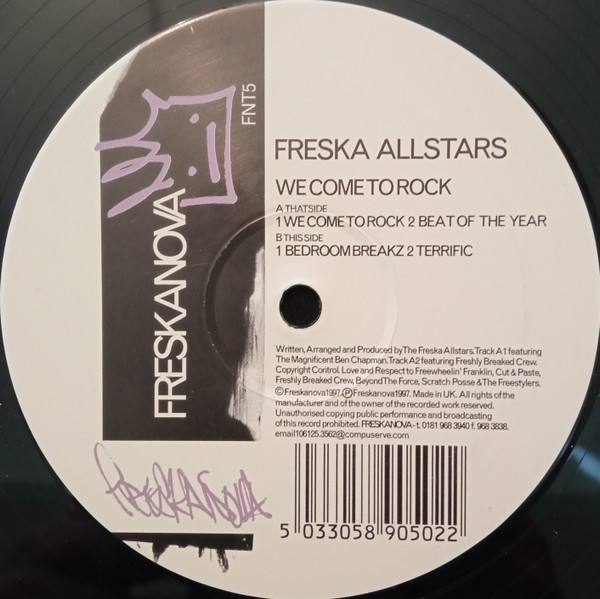 FRESKANOVA
FNT5
FRESKA ALLSTARS
WE COME TO ROCK
A THAT SIDE
1 WE COME TO ROCK 2 BEAT OF THE YEAR
B THIS SIDE
1 BEDROOM BREAKZ 2 TERRIFIC
Written, Arranged and Produced by The Freska Allstars. Track A1 featuring
The Magnificent Ben Chapman. Track A2 featuring Freshly Breaked Crew.
Copyright Control. Love and Respect to Freewheelin' Franklin, Cut & Paste,
Freshly Breaked Crew, Beyond The Force, Scratch Posse & The Freestylers.
©Freskanova1997. ℗Freskanova1997. Made in UK. All rights of the
manufacturer and of the owner of the recorded work reserved.
Unauthorised copying public performance and broadcasting
of this record prohibited. FRESKANOVA - t. 0181 968 3940 f. 968 3838.
email 106125.3562@compuserve.com
FRESKANOVA
5 033058 905022